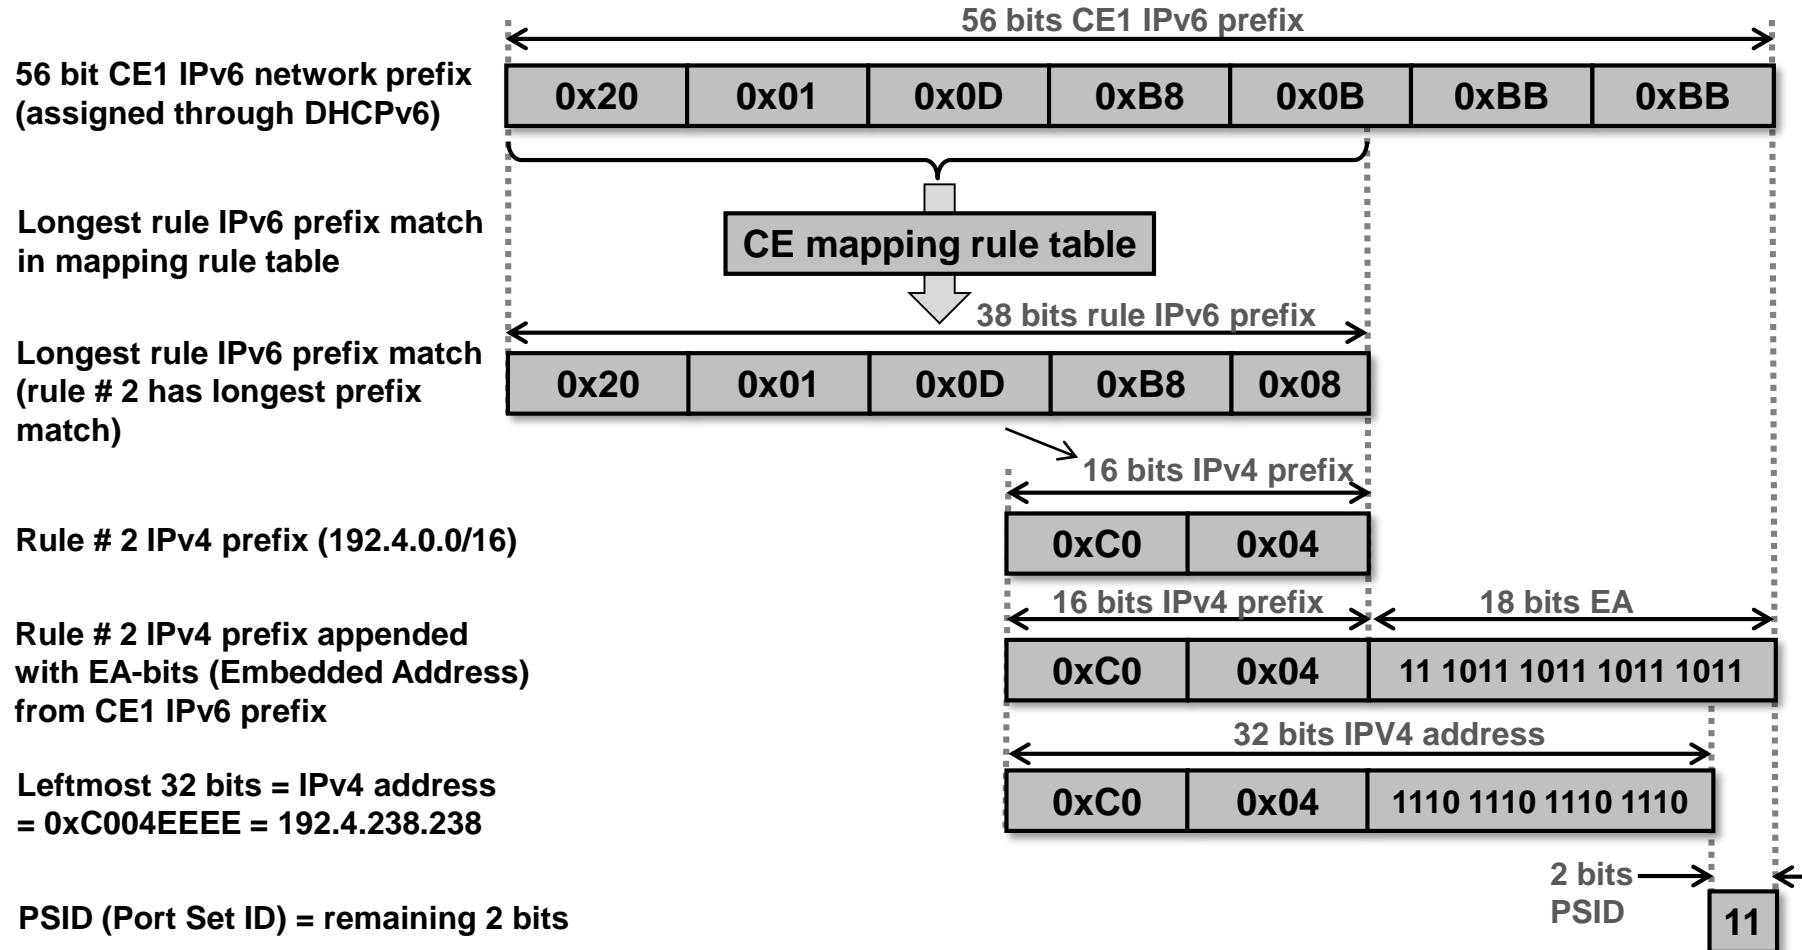 56 bits CE1 IPv6 prefix
56 bit CE1 IPv6 network prefix
(assigned through DHCPv6)
0x20 0x01 0x0D 0xB8 0x0B 0xBB 0xBB
Longest rule IPv6 prefix match
in mapping rule table
CE mapping rule table
38 bits rule IPv6 prefix
Longest rule IPv6 prefix match
(rule # 2 has longest prefix
match)
0x20 0x01 0x0D 0xB8 0x08
16 bits IPv4 prefix
Rule # 2 IPv4 prefix (192.4.0.0/16)
0xC0 0x04
16 bits IPv4 prefix 18 bits EA
Rule # 2 IPv4 prefix appended
with EA-bits (Embedded Address)
from CE1 IPv6 prefix
0xC0 0x04 11 1011 1011 1011 1011
32 bits IPV4 address
Leftmost 32 bits = IPv4 address
= 0xC004EEEE = 192.4.238.238
0xC0 0x04 1110 1110 1110 1110
2 bits
PSID
PSID (Port Set ID) = remaining 2 bits
11